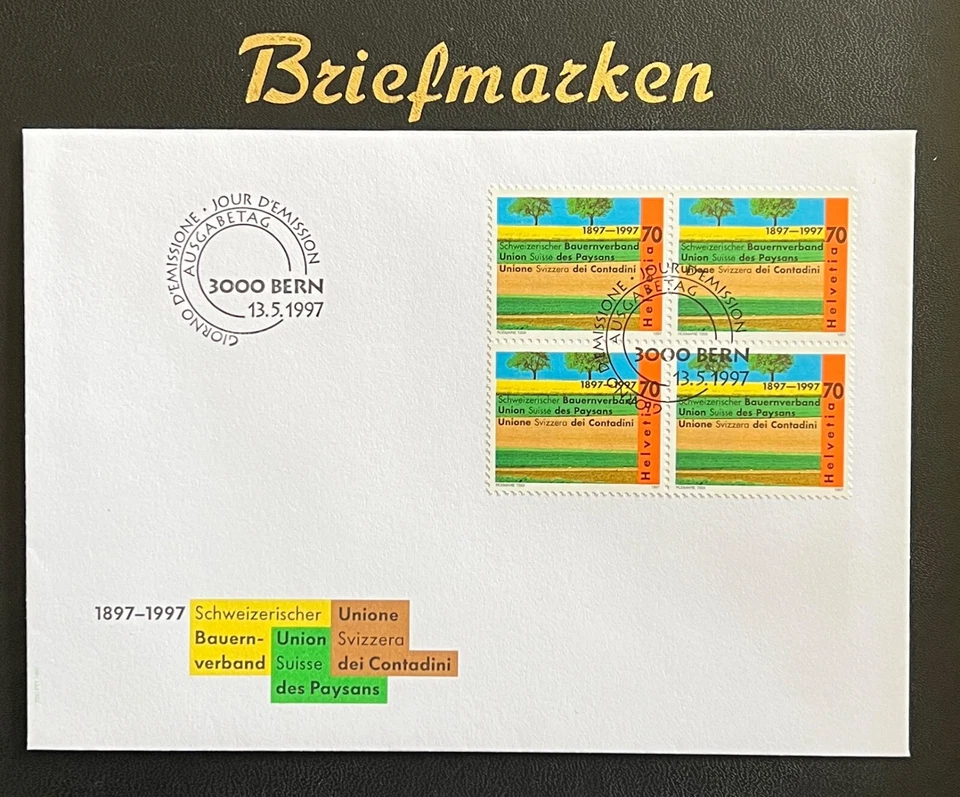 Briefmarken
GIORNO D'EMISSIONE · JOUR D'EMISSION
AUSGABETAG
3000 BERN
13.5.1997
1897—1997 70
Schweizerischer Bauernverband
Union Suisse des Paysans
Unione Svizzera dei Contadini
Helvetia
1897—1997 70
Schweizerischer Bauernverband
Union Suisse des Paysans
Unione Svizzera dei Contadini
Helvetia
GIORNO D'EMISSIONE · JOUR D'EMISSION
AUSGABETAG
3000 BERN
13.5.1997
1897—1997 70
Schweizerischer Bauernverband
Union Suisse des Paysans
Unione Svizzera dei Contadini
Helvetia
1897—1997 70
Schweizerischer Bauernverband
Union Suisse des Paysans
Unione Svizzera dei Contadini
Helvetia
1897–1997
Schweizerischer
Bauern-
verband
Union
Suisse
des Paysans
Unione
Svizzera
dei Contadini